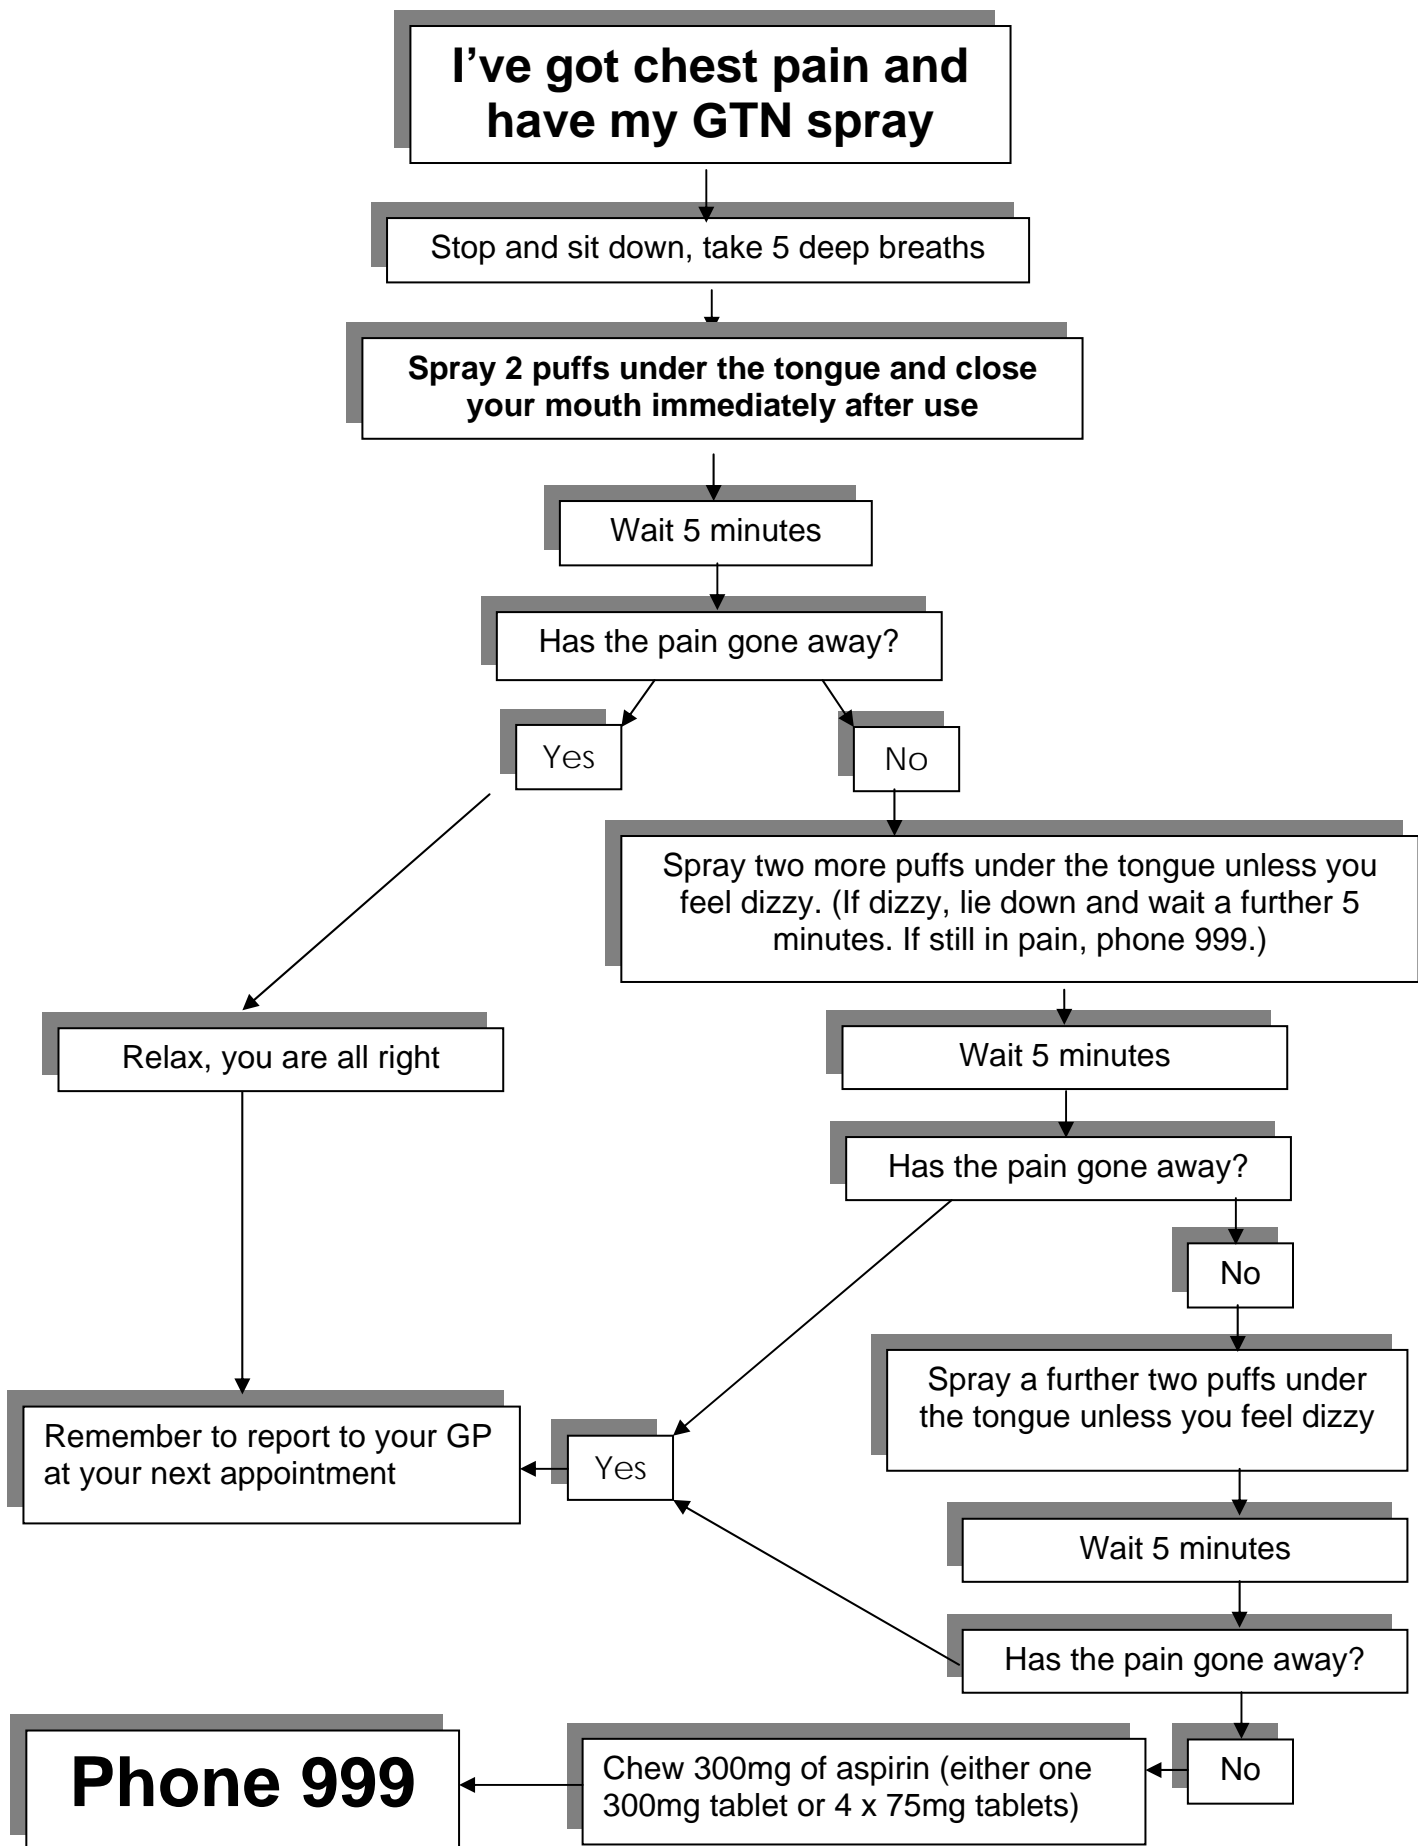 I’ve got chest pain and
have my GTN spray
Stop and sit down, take 5 deep breaths
Spray 2 puffs under the tongue and close
your mouth immediately after use
Wait 5 minutes
Has the pain gone away?
Yes
No
Spray two more puffs under the tongue unless you
feel dizzy. (If dizzy, lie down and wait a further 5
minutes. If still in pain, phone 999.)
Relax, you are all right
Wait 5 minutes
Has the pain gone away?
No
Spray a further two puffs under
the tongue unless you feel dizzy
Remember to report to your GP
at your next appointment
Yes
Wait 5 minutes
Has the pain gone away?
No
Chew 300mg of aspirin (either one
300mg tablet or 4 x 75mg tablets)
Phone 999